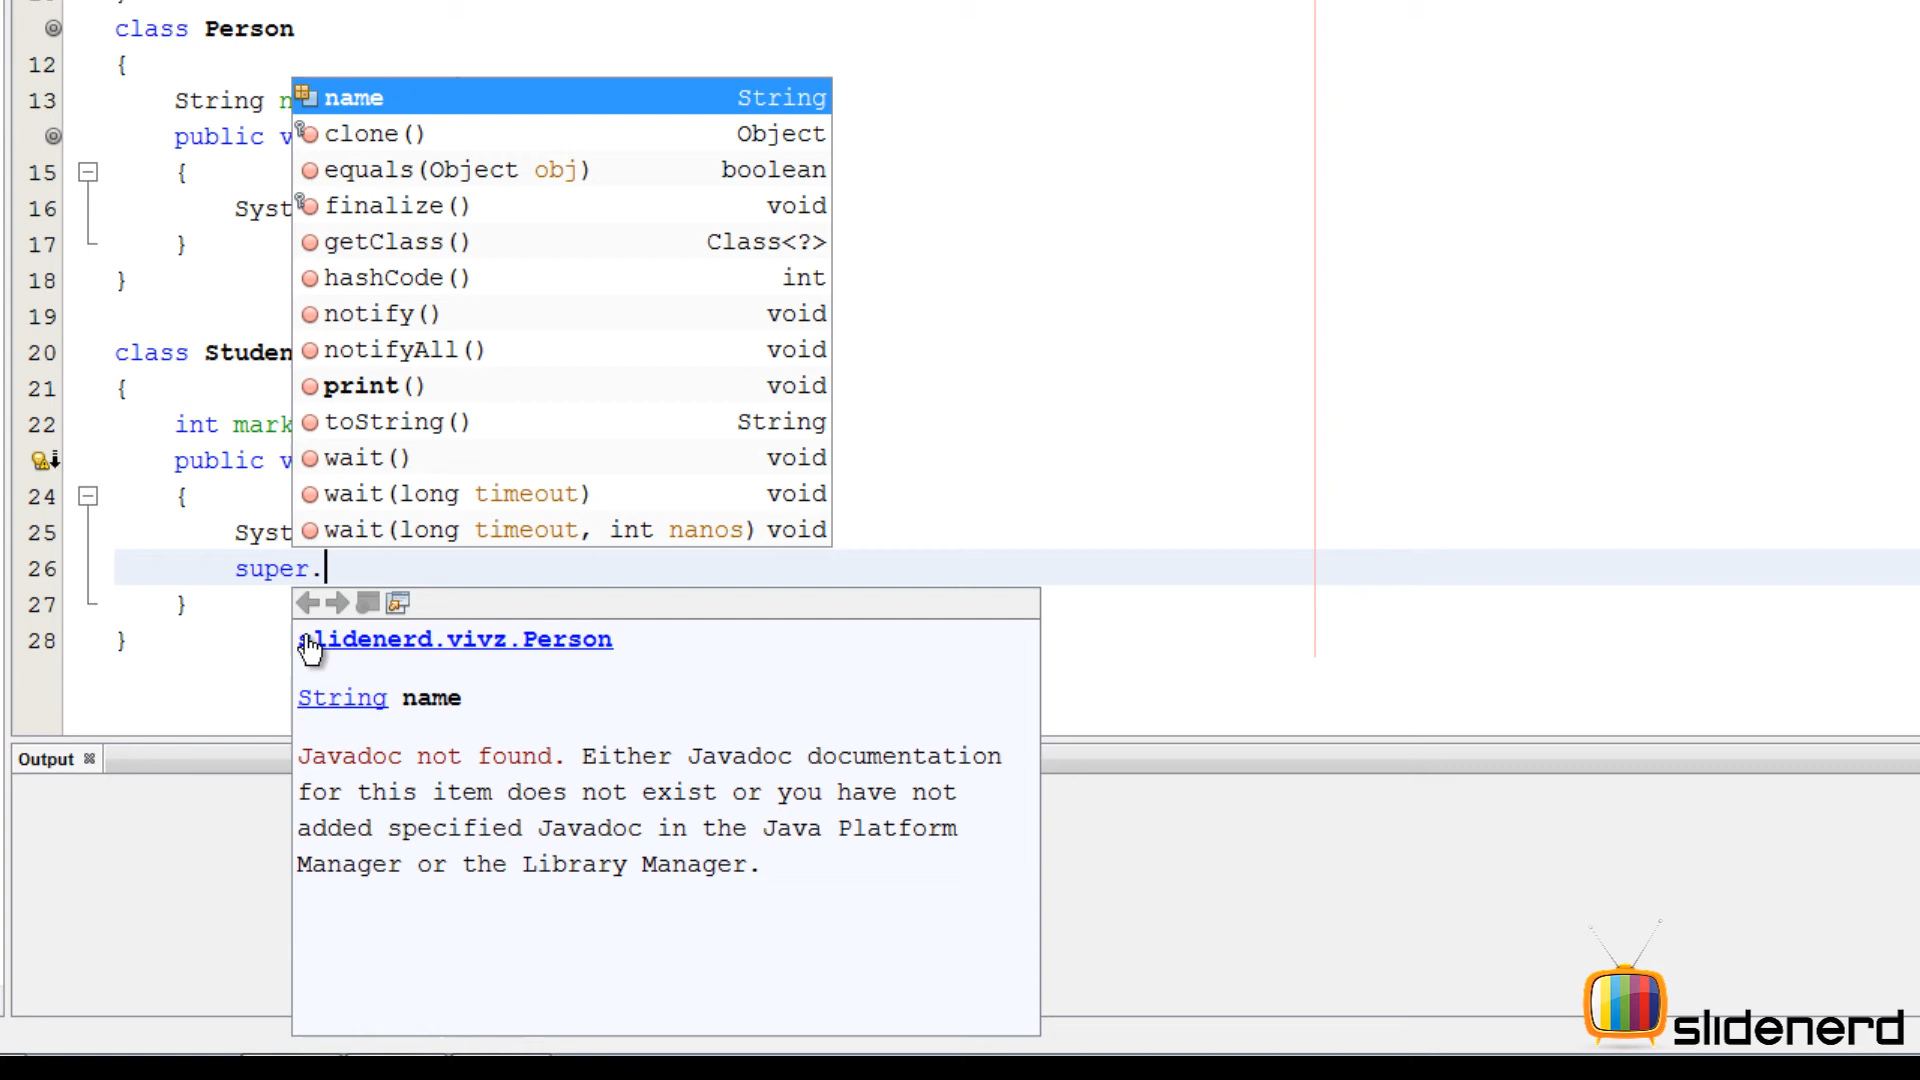 class Person
12 {
13 String n
public v
15 {
16 Syst
17 }
18 }
19
20 class Studen
21 {
22 int mark
public v
24 {
25 Syst
26 super.
27 }
28 }
name String
clone() Object
equals(Object obj) boolean
finalize() void
getClass() Class<?>
hashCode() int
notify() void
notifyAll() void
print() void
toString() String
wait() void
wait(long timeout) void
wait(long timeout, int nanos) void
slidenerd.vivz.Person
String name
Javadoc not found. Either Javadoc documentation
for this item does not exist or you have not
added specified Javadoc in the Java Platform
Manager or the Library Manager.
Output
slidenerd